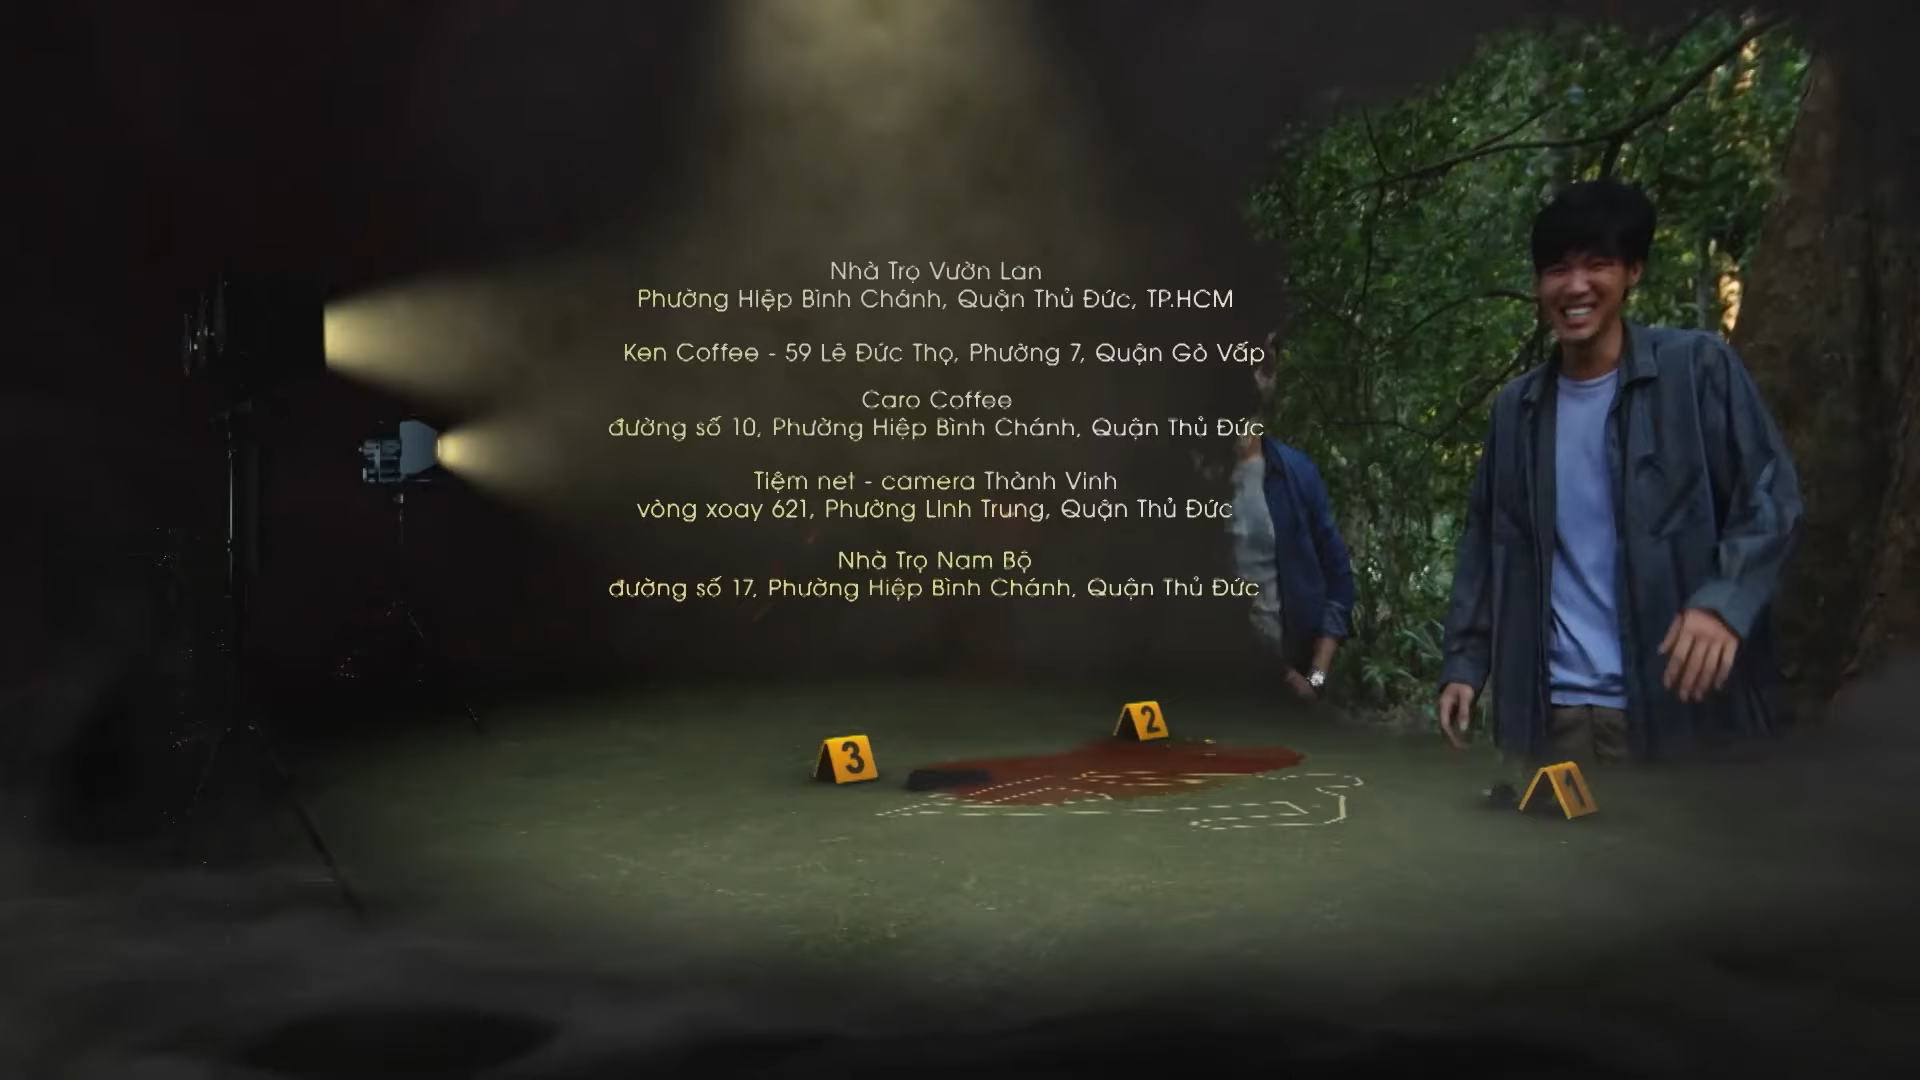 Nhà Trọ Vườn Lan
Phường Hiệp Bình Chánh, Quận Thủ Đức, TP.HCM
Ken Coffee - 59 Lê Đức Thọ, Phường 7, Quận Gò Vấp
Caro Coffee
đường số 10, Phường Hiệp Bình Chánh, Quận Thủ Đức
Tiệm net - camera Thành Vinh
vòng xoay 621, Phường Linh Trung, Quận Thủ Đức
Nhà Trọ Nam Bộ
đường số 17, Phường Hiệp Bình Chánh, Quận Thủ Đức
2
3
1